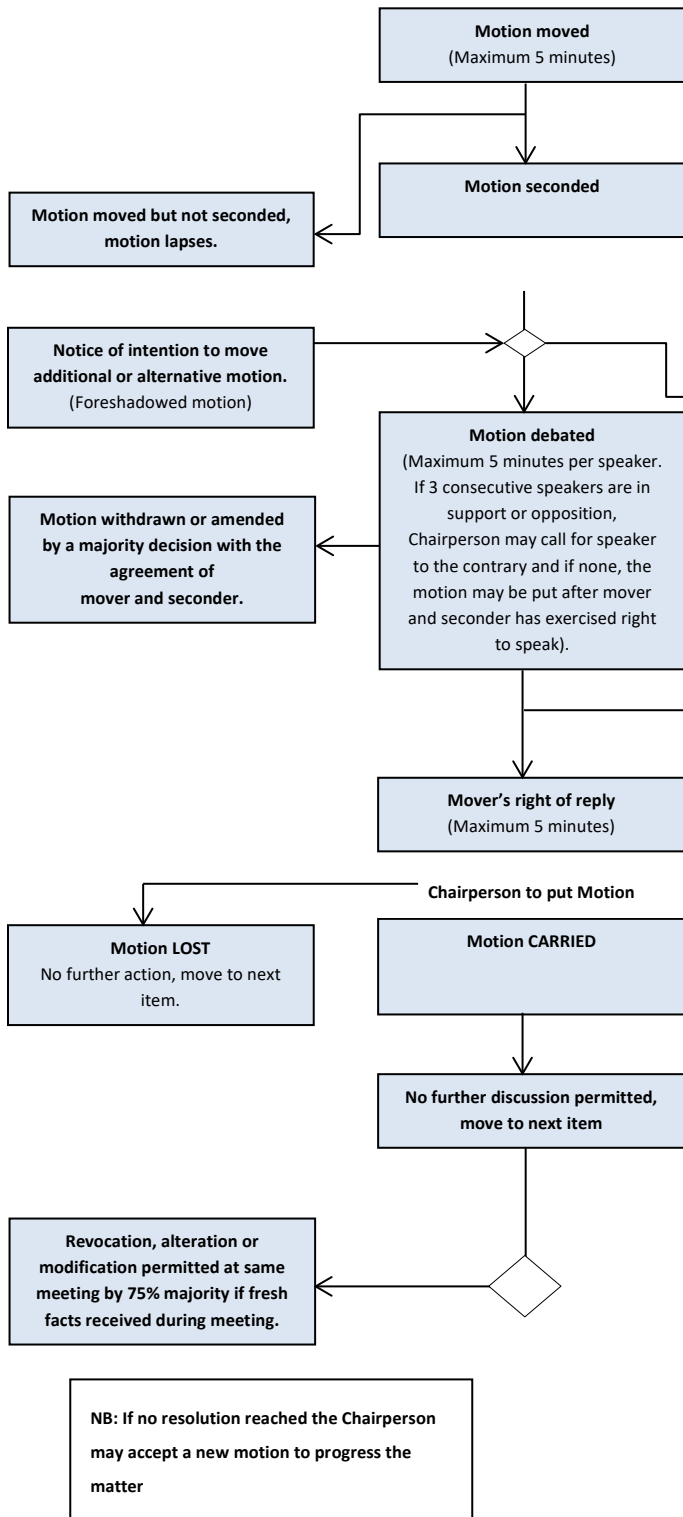 Motion moved
(Maximum 5 minutes)
Motion seconded
Motion moved but not seconded,
motion lapses.
Notice of intention to move
additional or alternative motion.
(Foreshadowed motion)
Motion debated
(Maximum 5 minutes per speaker.
If 3 consecutive speakers are in
support or opposition,
Chairperson may call for speaker
to the contrary and if none, the
motion may be put after mover
and seconder has exercised right
to speak).
Motion withdrawn or amended
by a majority decision with the
agreement of
mover and seconder.
Mover’s right of reply
(Maximum 5 minutes)
Chairperson to put Motion
Motion LOST
No further action, move to next
item.
Motion CARRIED
No further discussion permitted,
move to next item
Revocation, alteration or
modification permitted at same
meeting by 75% majority if fresh
facts received during meeting.
NB: If no resolution reached the Chairperson
may accept a new motion to progress the
matter